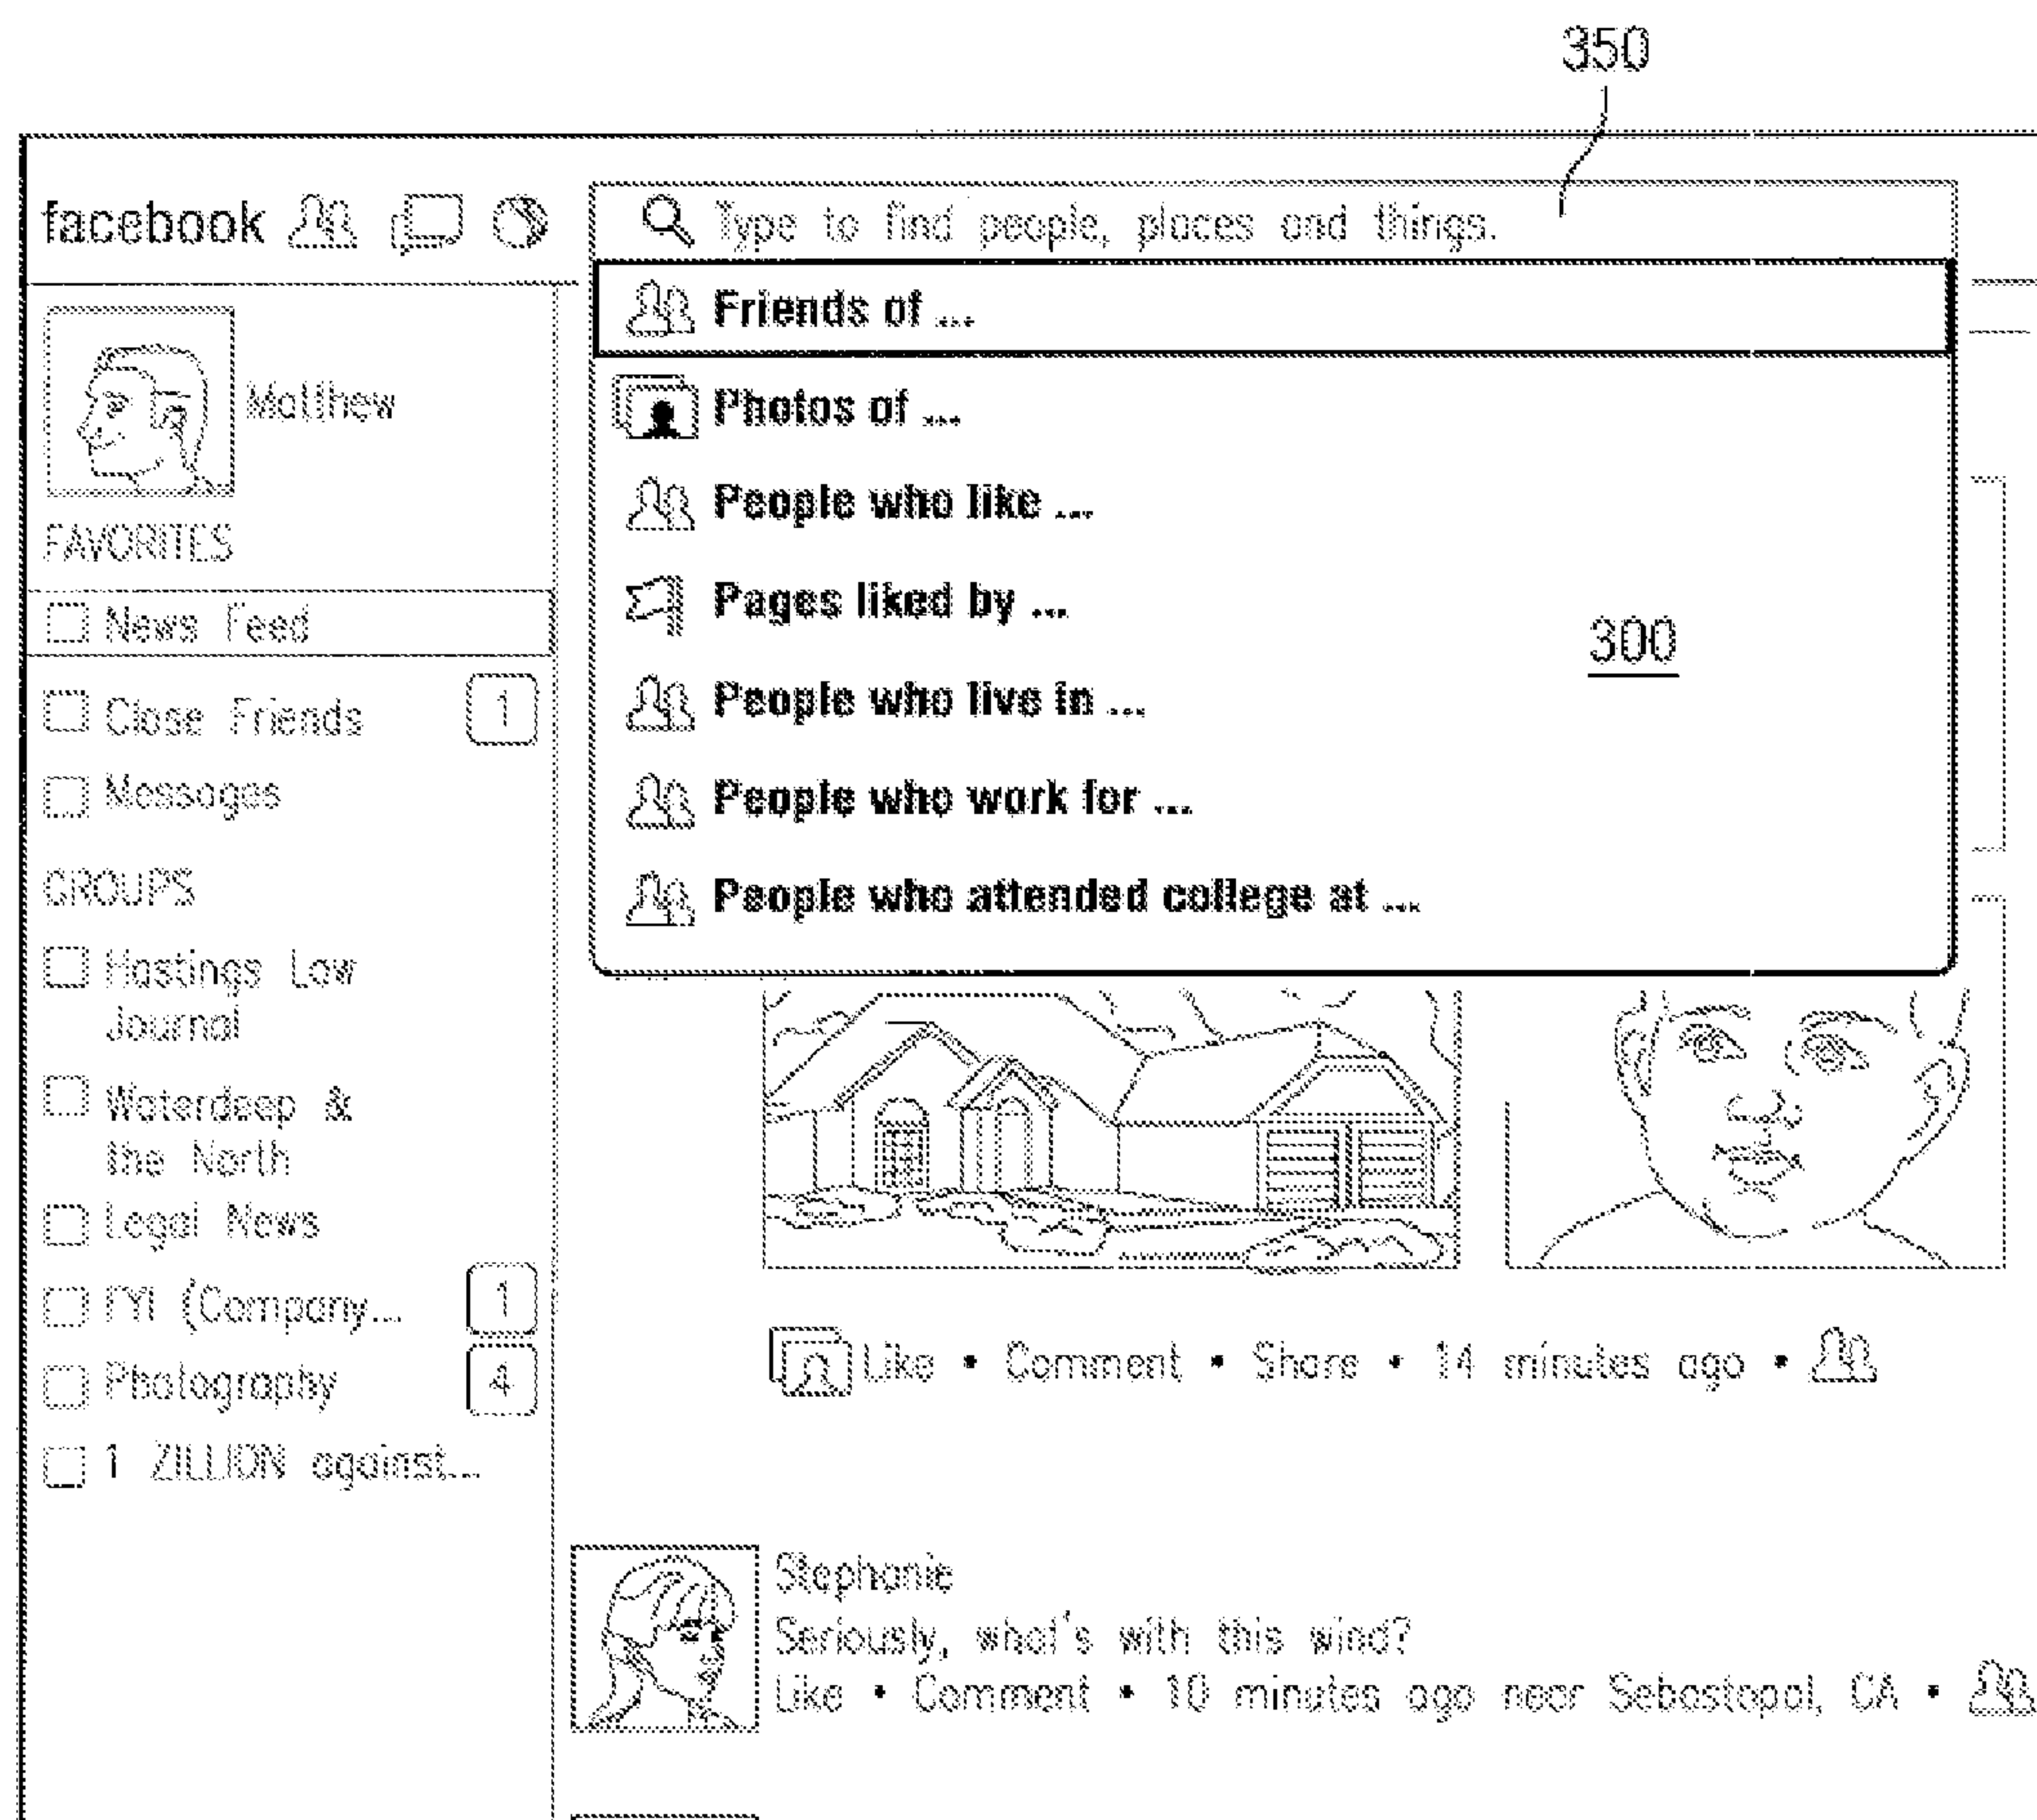 350
facebook
Type to find people, places and things.
Friends of ...
Photos of ...
People who like ...
Pages liked by ...
People who live in ...
People who work for ...
People who attended college at ...
300
Matthew
FAVORITES
News Feed
Close Friends 1
Messages
GROUPS
Hastings Law
Journal
Waterdeep &
the North
Legal News
FYI (Company... 1
Photography 4
1 ZILLION against...
Like • Comment • Share • 14 minutes ago •
Stephanie
Seriously, what's with this wind?
Like • Comment • 10 minutes ago near Sebastopol, CA •